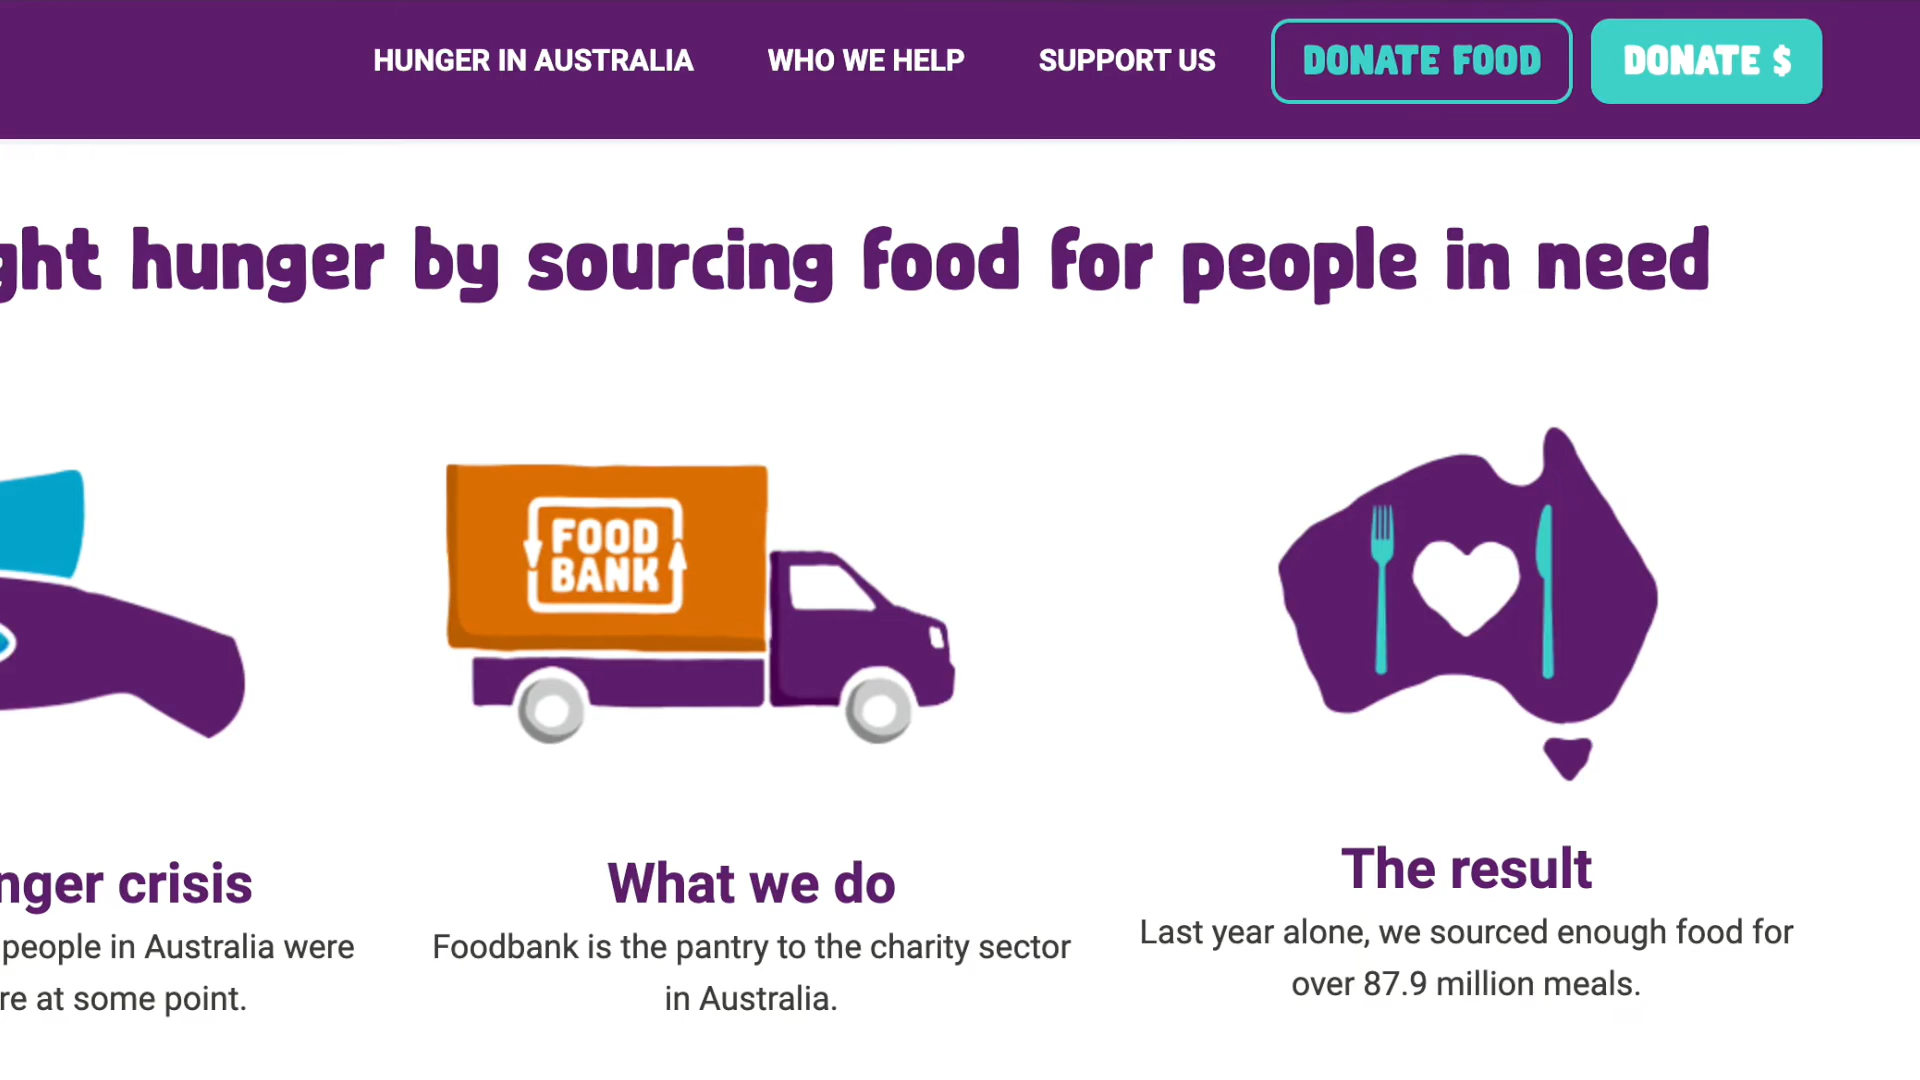 HUNGER IN AUSTRALIA WHO WE HELP SUPPORT US DONATE FOOD DONATE $
ght hunger by sourcing food for people in need
FOOD
BANK
nger crisis
people in Australia were
re at some point.
What we do
Foodbank is the pantry to the charity sector
in Australia.
The result
Last year alone, we sourced enough food for
over 87.9 million meals.